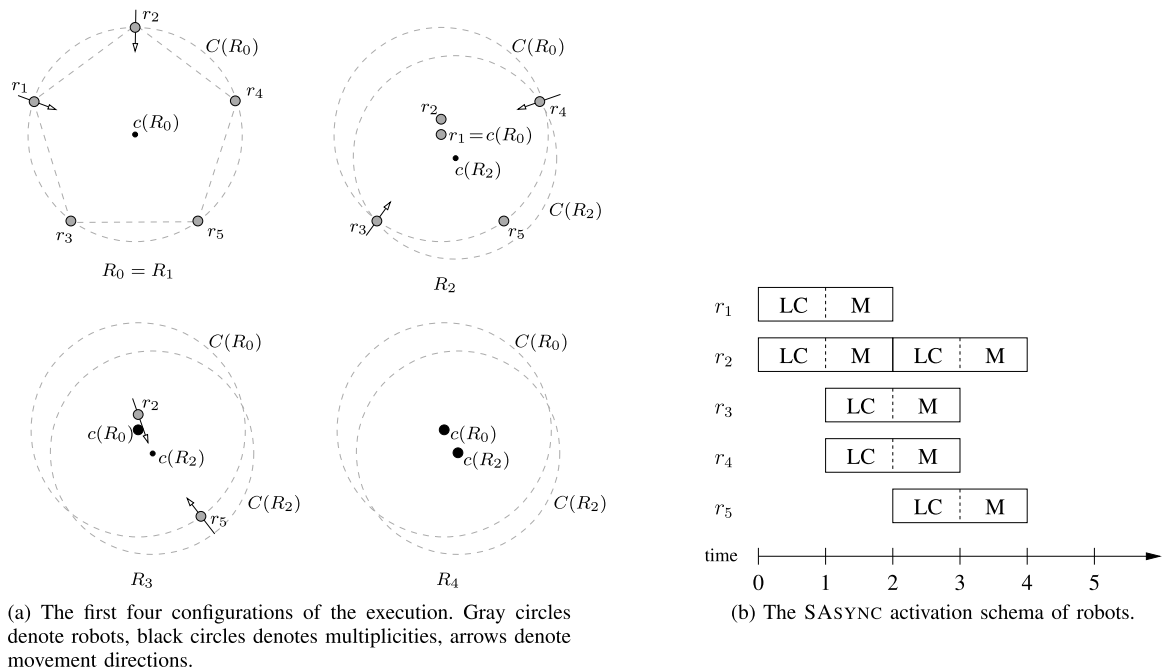 r₂
C(R₀)
r₁
r₄
c(R₀)
r₃
r₅
R₀ = R₁
C(R₀)
r₂
r₄
r₁ = c(R₀)
c(R₂)
r₃
r₅
C(R₂)
R₂
C(R₀)
r₂
c(R₀)
c(R₂)
r₅
C(R₂)
R₃
C(R₀)
c(R₀)
c(R₂)
C(R₂)
R₄
(a) The first four configurations of the execution. Gray circles
denote robots, black circles denotes multiplicities, arrows denote
movement directions.
r₁ LC M
r₂ LC M LC M
r₃ LC M
r₄ LC M
r₅ LC M
time
0 1 2 3 4 5
(b) The SASYNC activation schema of robots.